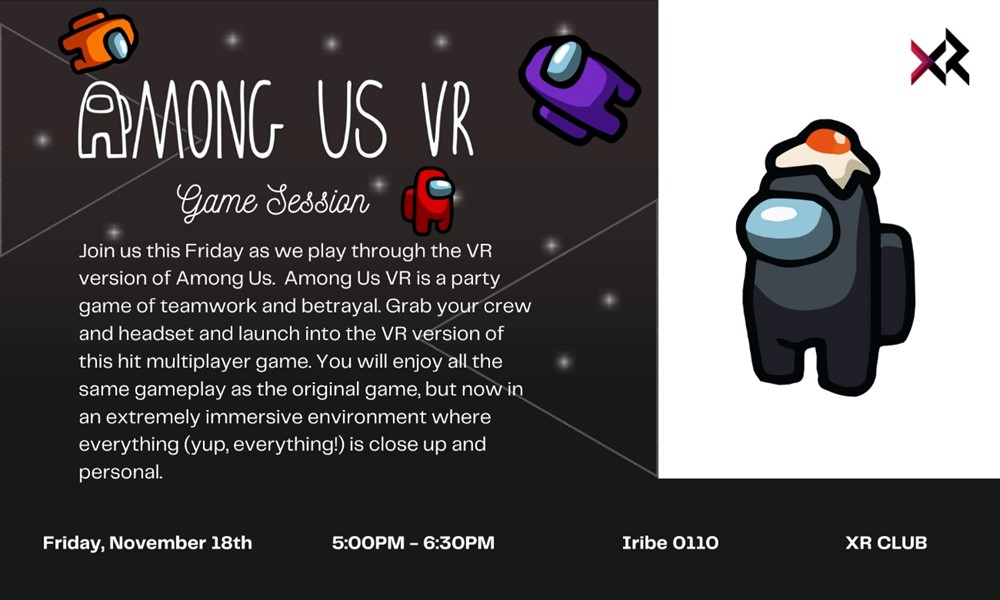 XR
AMONG US VR
Game Session
Join us this Friday as we play through the VR
version of Among Us.  Among Us VR is a party
game of teamwork and betrayal. Grab your crew
and headset and launch into the VR version of
this hit multiplayer game. You will enjoy all the
same gameplay as the original game, but now in
an extremely immersive environment where
everything (yup, everything!) is close up and
personal.
Friday, November 18th
5:00PM - 6:30PM
Iribe 0110
XR CLUB